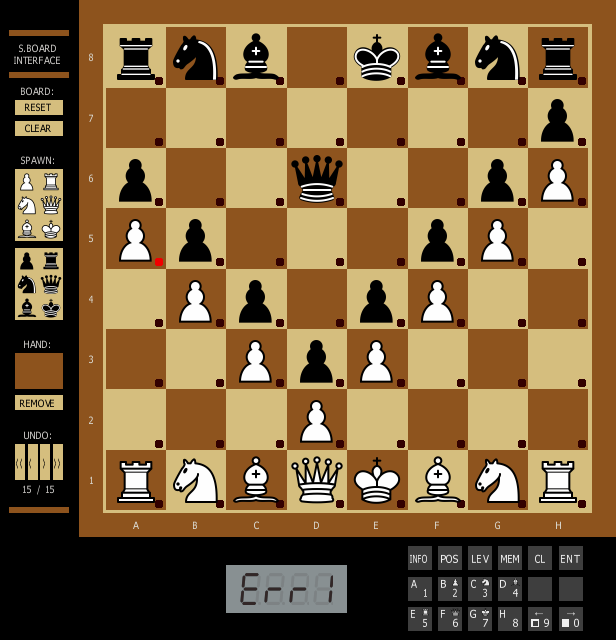 S.BOARD
INTERFACE
BOARD:
RESET
CLEAR
SPAWN:
HAND:
REMOVE
UNDO:
⟨⟨ ⟨ ⟩ ⟩⟩
15 / 15
8
7
6
5
4
3
2
1
A B C D E F G H
Err1
INFO POS LEV MEM CL ENT
A 1 B 2 C 3 D 4
E 5 F 6 G 7 H 8 ← 9 → 0